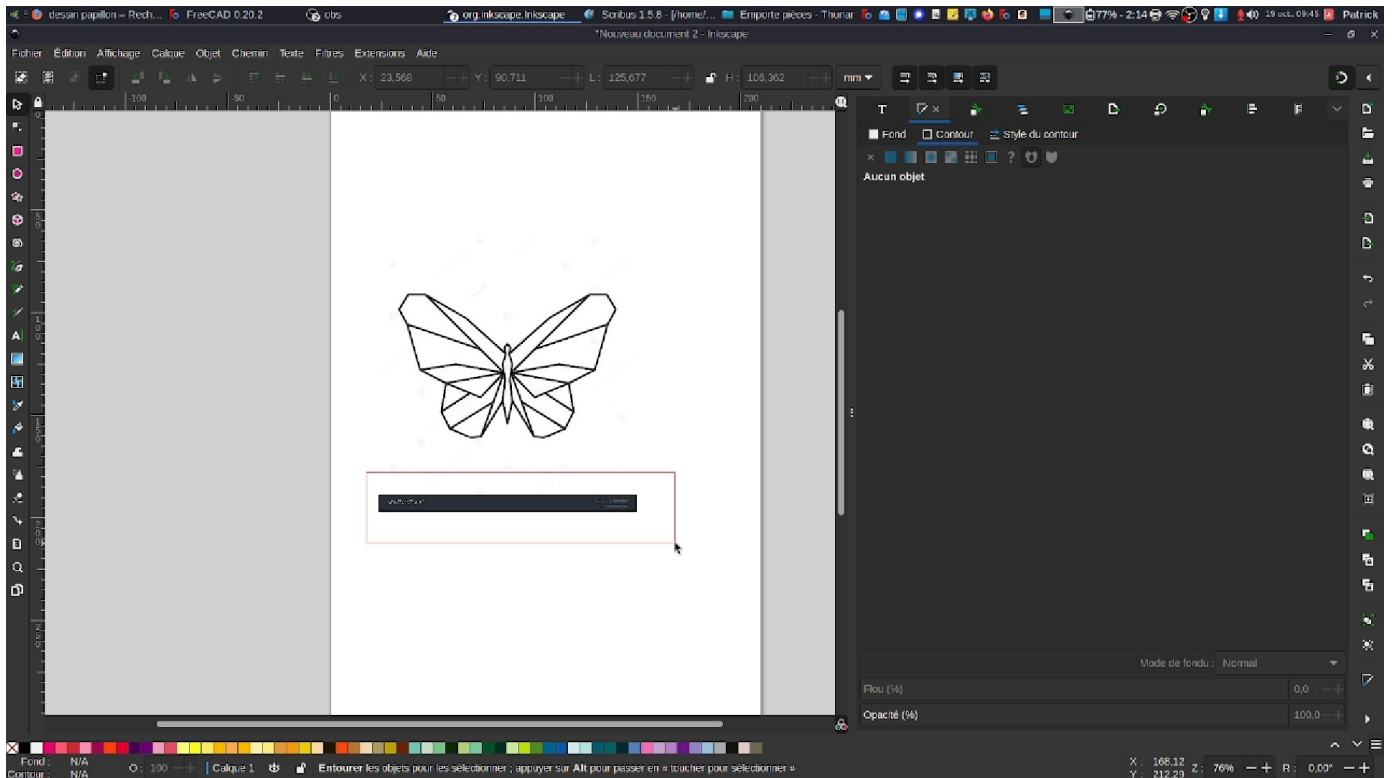 dessin papillon – Rech... FreeCAD 0.20.2 obs org.inkscape.Inkscape Scribus 1.5.8 - [/home/... Emporte pièces - Thunar 77% - 2:14 19 oct., 09:45 Patrick
*Nouveau document 2 - Inkscape
Fichier Édition Affichage Calque Objet Chemin Texte Filtres Extensions Aide
X: 23,568 Y: 90,711 L: 125,677 H: 106,362 mm
-100 -50 0 50 100 150 200
Fond Contour Style du contour
Aucun objet
Mode de fondu : Normal
Flou (%) 0,0
Opacité (%) 100,0
Fond : N/A
Contour : N/A
O: 100 Calque 1 Entourer les objets pour les sélectionner ; appuyer sur Alt pour passer en « toucher pour sélectionner »
X: 168,12
Y: 212,29
Z: 76% R: 0,00°